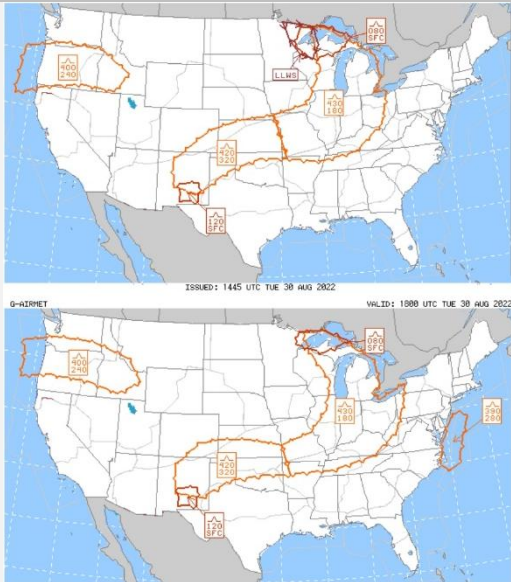 080
SFC
400
240
LLWS
430
180
420
320
120
SFC
ISSUED: 1445 UTC TUE 30 AUG 2022
G-AIRMET VALID: 1800 UTC TUE 30 AUG 2022
080
SFC
400
240
430
180
390
280
420
320
120
SFC